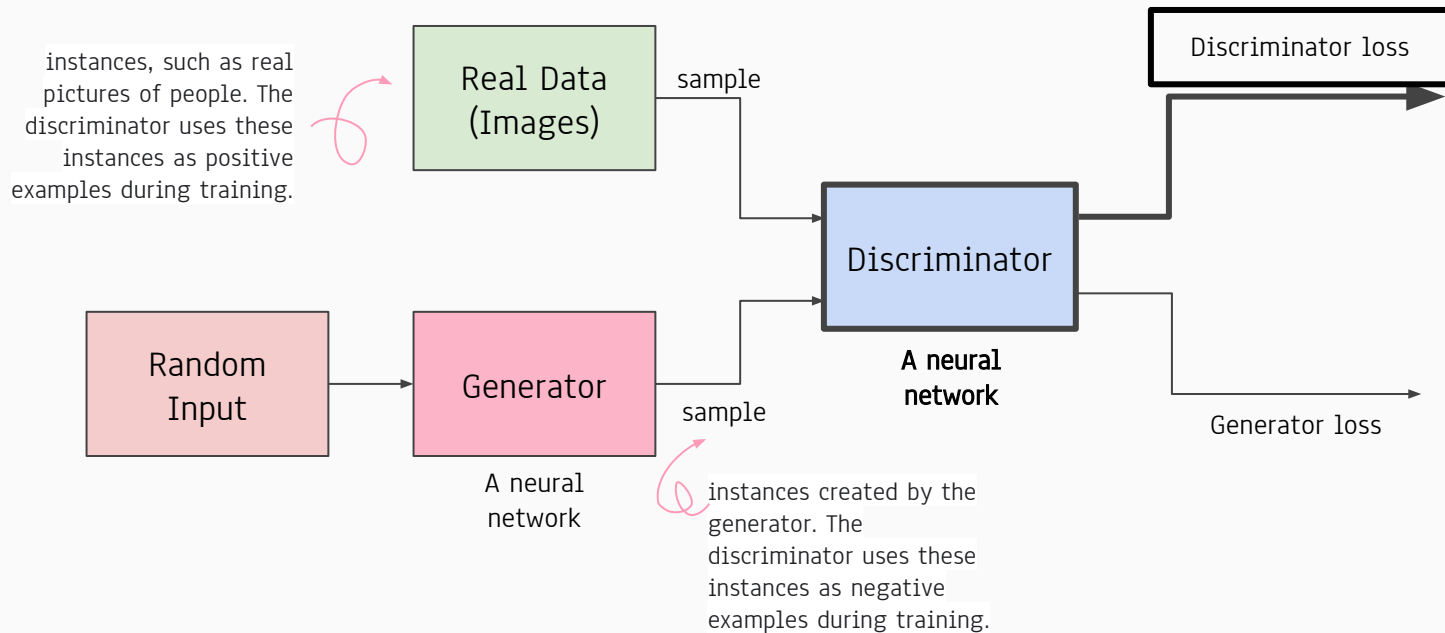 instances, such as real
pictures of people. The
discriminator uses these
instances as positive
examples during training.
Real Data
(Images)
sample
Discriminator loss
Discriminator
A neural
network
Random
Input
Generator
A neural
network
sample
instances created by the
generator. The
discriminator uses these
instances as negative
examples during training.
Generator loss